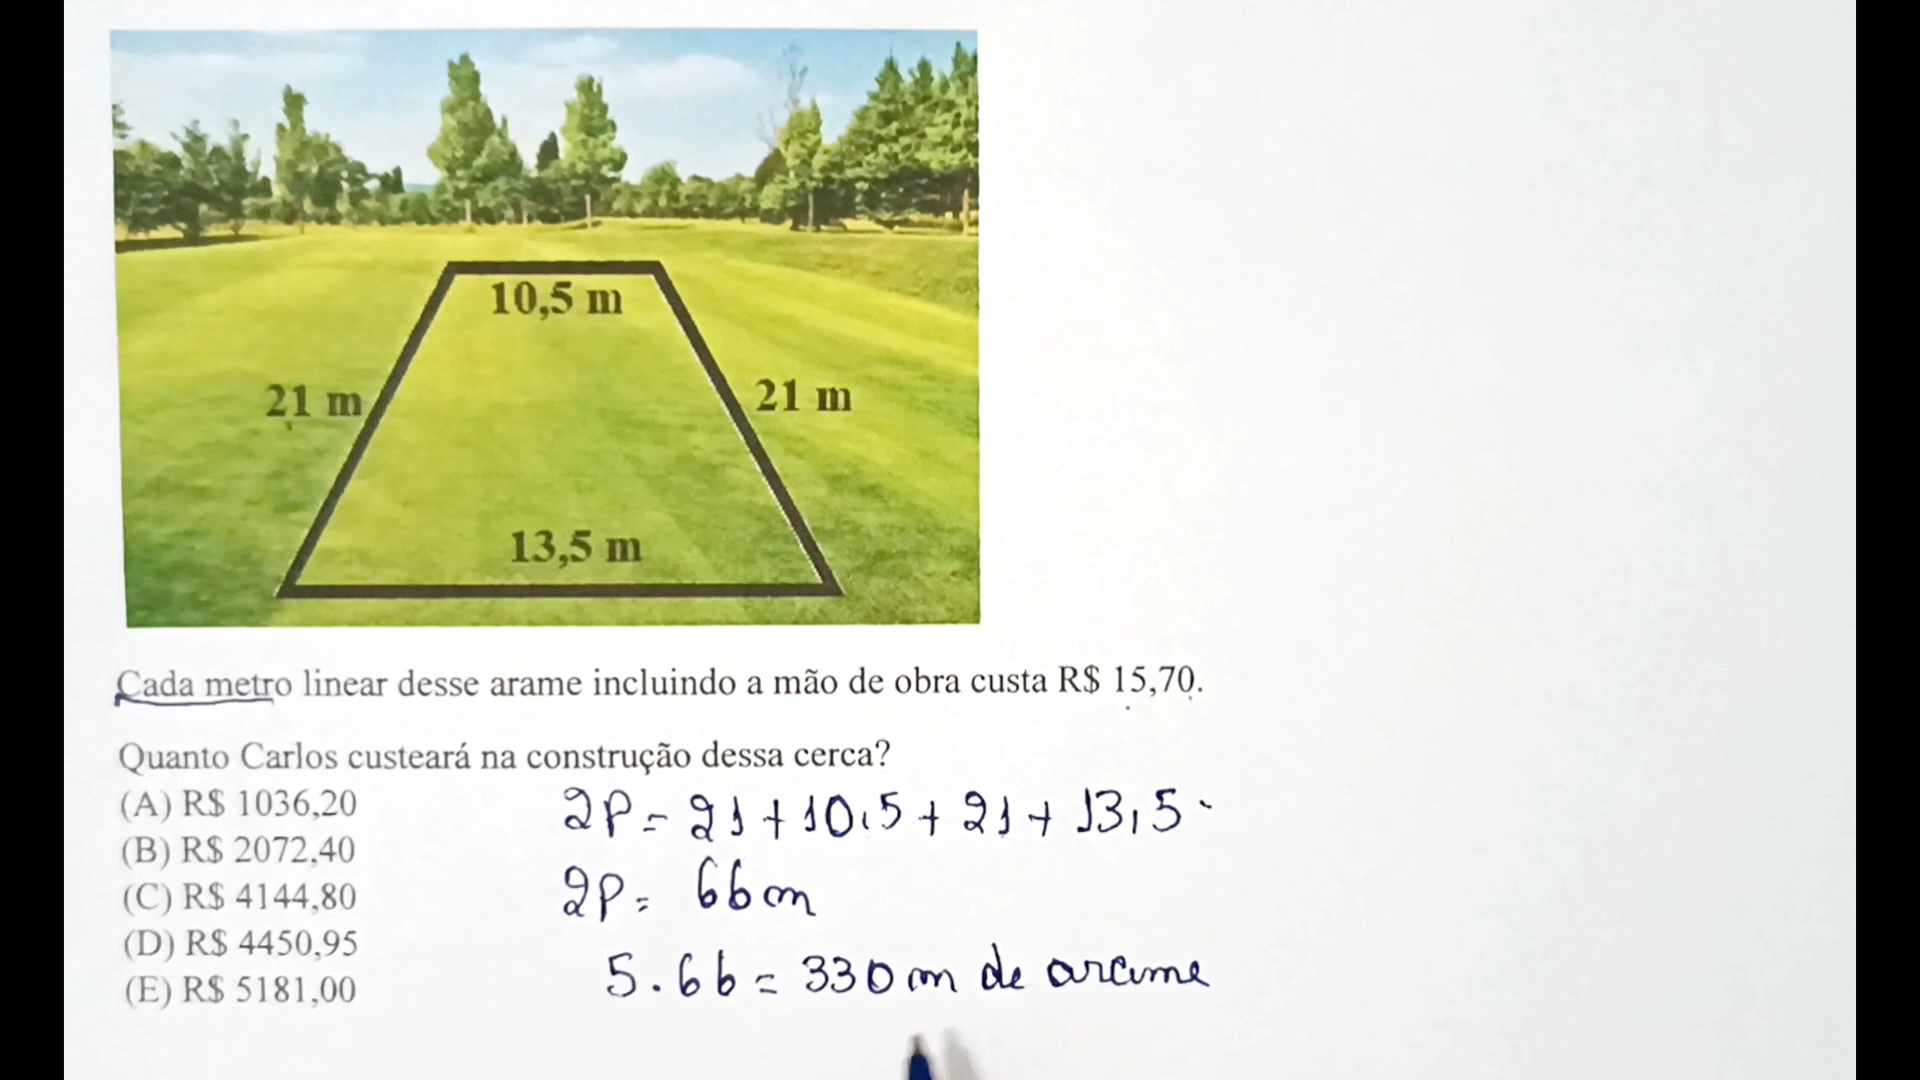 10,5 m
21 m
21 m
13,5 m
Cada metro linear desse arame incluindo a mão de obra custa R$ 15,70.
Quanto Carlos custeará na construção dessa cerca?
(A) R$ 1036,20
(B) R$ 2072,40
(C) R$ 4144,80
(D) R$ 4450,95
(E) R$ 5181,00
2P = 21 + 10,5 + 21 + 13,5
2P = 66m
5.66 = 330m de arame